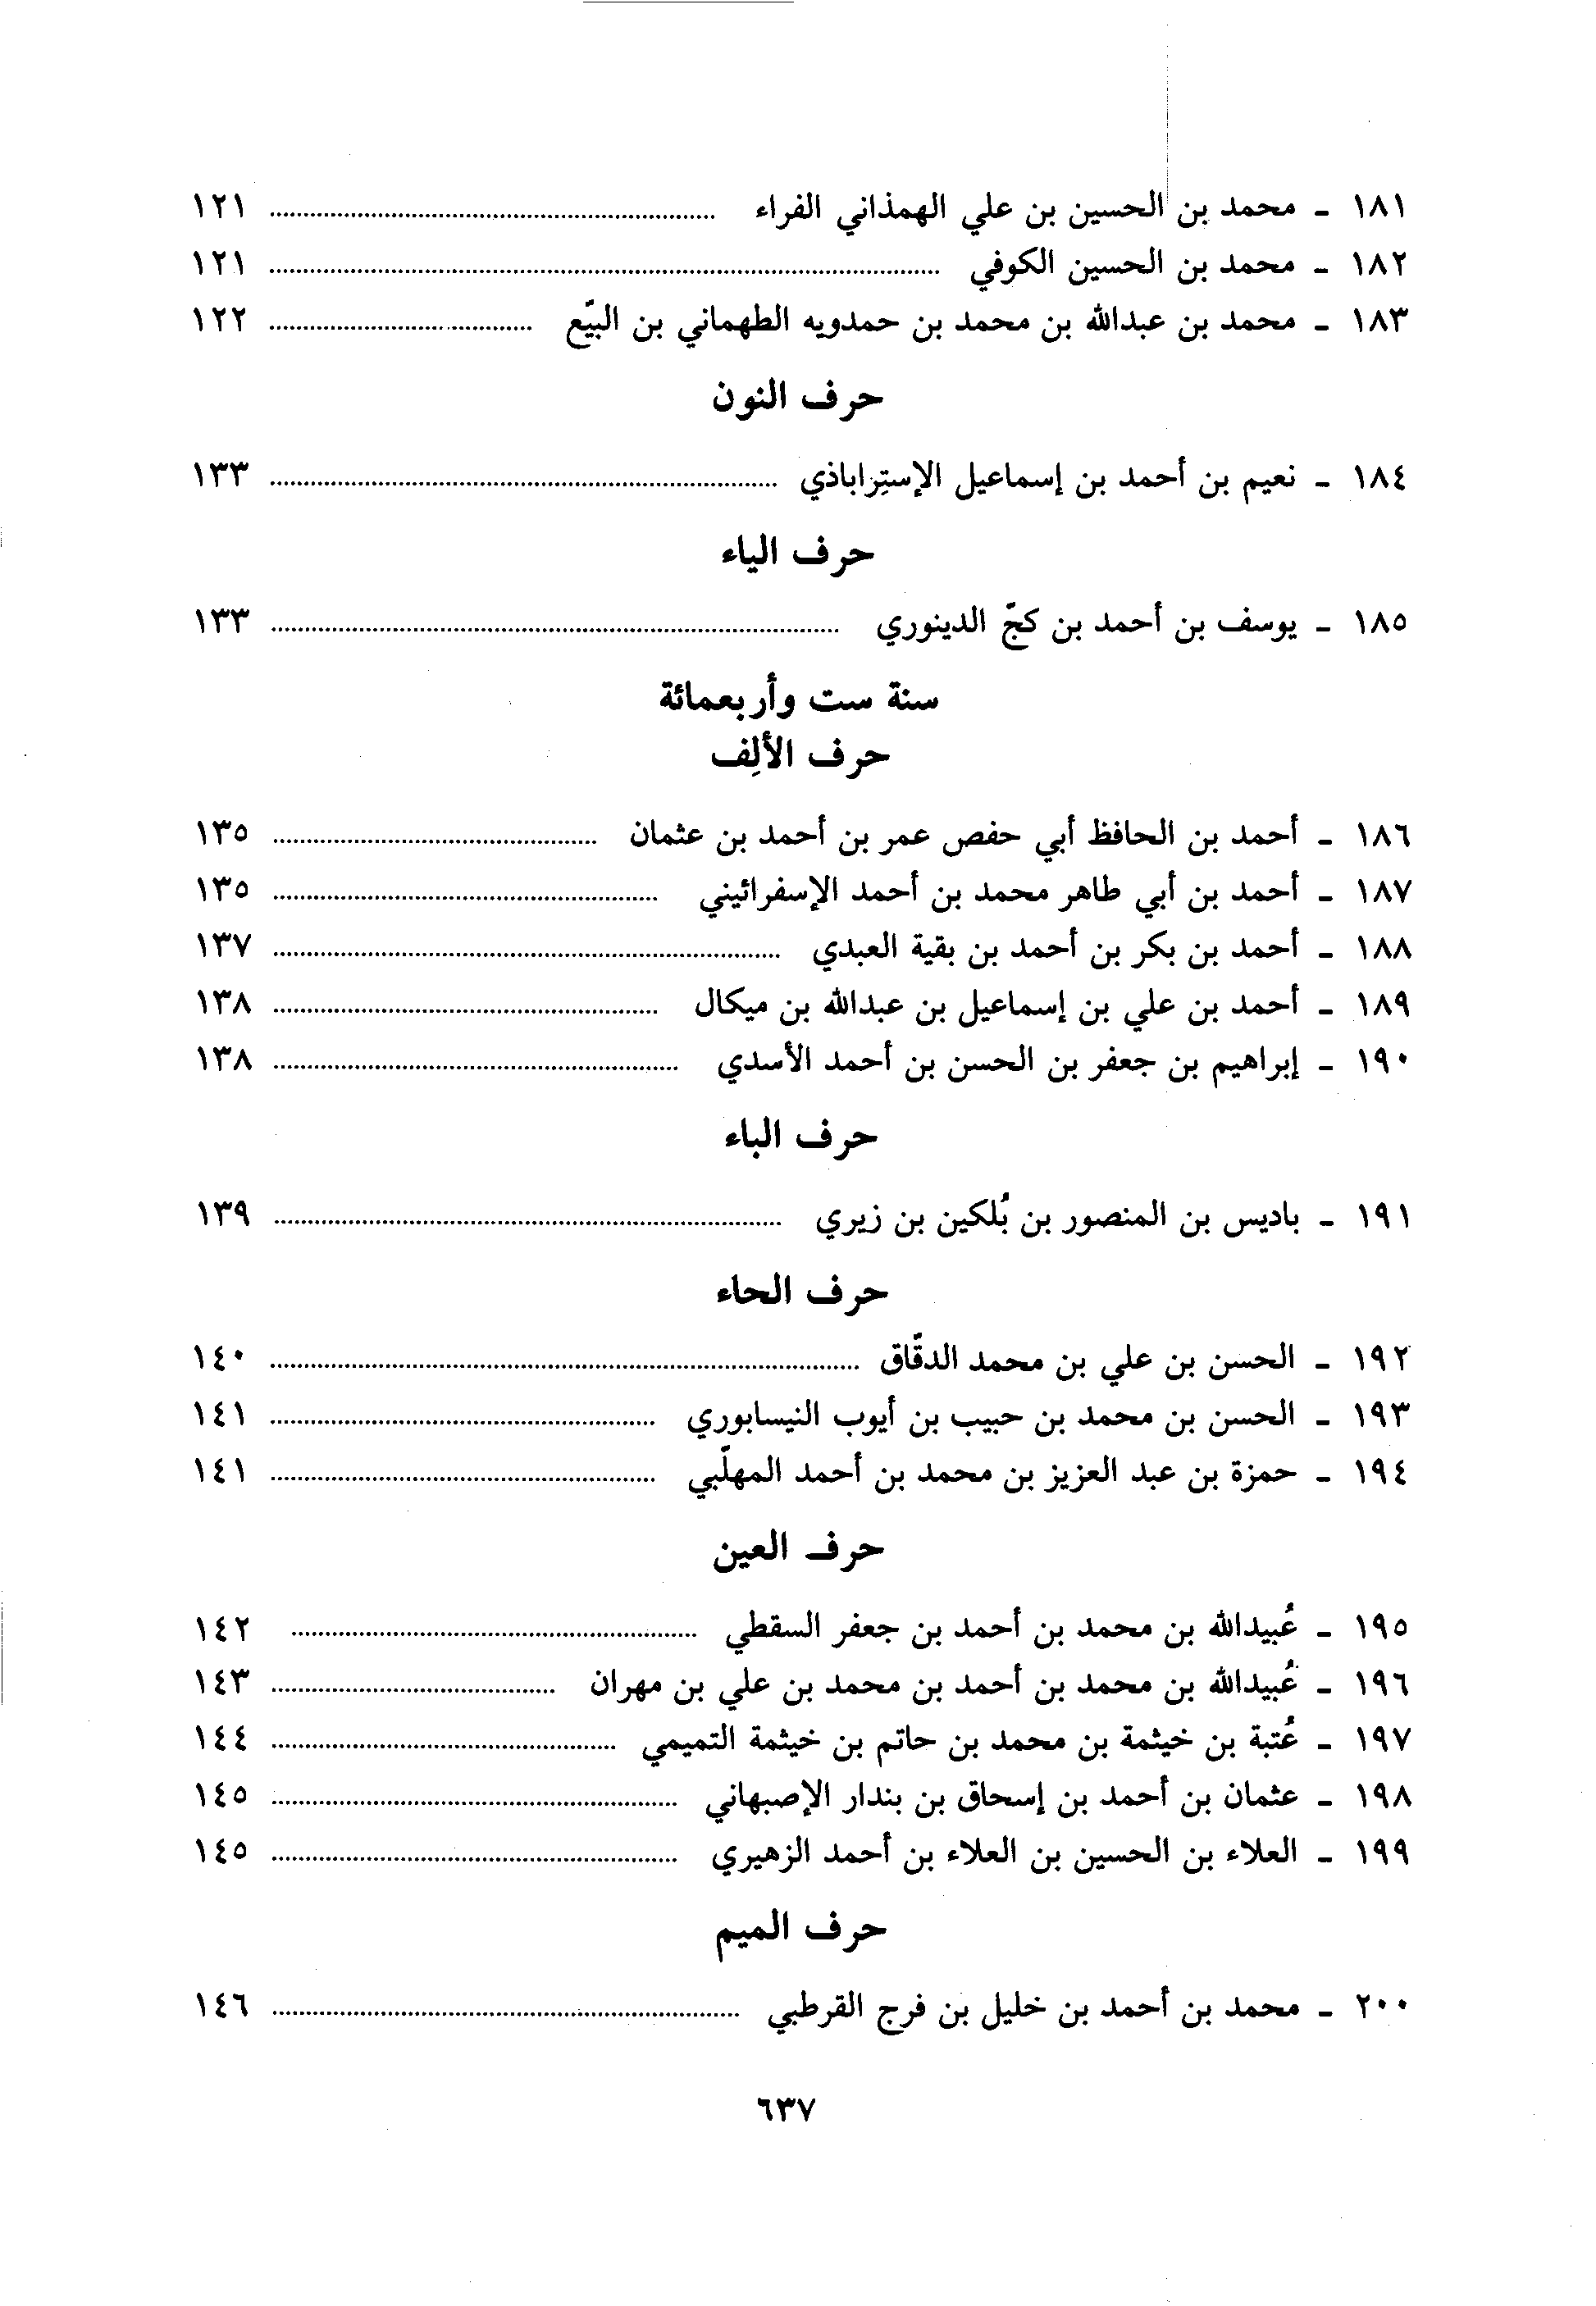 ١٨١ - محمد بن الحسين بن علي الهمذاني الفراء ........ ١٢١
١٨٢ - محمد بن الحسين الكوفي ........ ١٢١
١٨٣ - محمد بن عبدالله بن محمد بن حمدويه الطهماني بن البيّع ........ ١٢٢
حرف النون
١٨٤ - نعيم بن أحمد بن إسماعيل الإستِراباذي ........ ١٣٣
حرف الياء
١٨٥ - يوسف بن أحمد بن كجّ الدينوري ........ ١٣٣
سنة ست وأربعمائة
حرف الألِف
١٨٦ - أحمد بن الحافظ أبي حفص عمر بن أحمد بن عثمان ........ ١٣٥
١٨٧ - أحمد بن أبي طاهر محمد بن أحمد الإسفرائيني ........ ١٣٥
١٨٨ - أحمد بن بكر بن أحمد بن بقية العبدي ........ ١٣٧
١٨٩ - أحمد بن علي بن إسماعيل بن عبدالله بن ميكال ........ ١٣٨
١٩٠ - إبراهيم بن جعفر بن الحسن بن أحمد الأسدي ........ ١٣٨
حرف الباء
١٩١ - باديس بن المنصور بن بُلكين بن زيري ........ ١٣٩
حرف الحاء
١٩٢ - الحسن بن علي بن محمد الدقّاق ........ ١٤٠
١٩٣ - الحسن بن محمد بن حبيب بن أيوب النيسابوري ........ ١٤١
١٩٤ - حمزة بن عبد العزيز بن محمد بن أحمد المهلّبي ........ ١٤١
حرف العين
١٩٥ - عُبيدالله بن محمد بن أحمد بن جعفر السقطي ........ ١٤٢
١٩٦ - عُبيدالله بن محمد بن أحمد بن محمد بن علي بن مهران ........ ١٤٣
١٩٧ - عُتبة بن خيثمة بن محمد بن حاتم بن خيثمة التميمي ........ ١٤٤
١٩٨ - عثمان بن أحمد بن إسحاق بن بندار الإصبهاني ........ ١٤٥
١٩٩ - العلاء بن الحسين بن العلاء بن أحمد الزهيري ........ ١٤٥
حرف الميم
٢٠٠ - محمد بن أحمد بن خليل بن فرج القرطبي ........ ١٤٦
٦٣٧